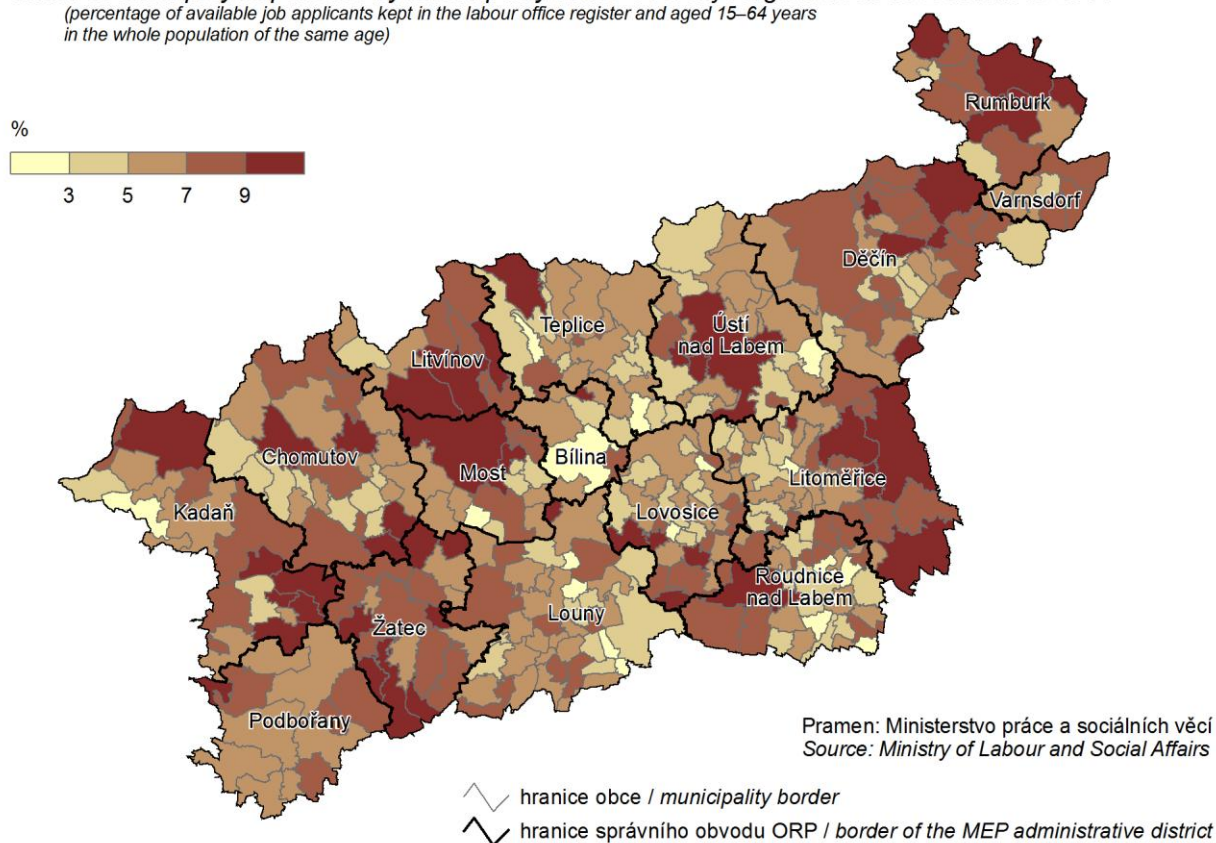 (percentage of available job applicants kept in the labour office register and aged 15–64 years
in the whole population of the same age)
%
3 5 7 9
Rumburk
Varnsdorf
Děčín
Teplice
Ústí
nad Labem
Litvínov
Chomutov
Most
Bílina
Litoměřice
Kadaň
Lovosice
Roudnice
nad Labem
Louny
Žatec
Podbořany
Pramen: Ministerstvo práce a sociálních věcí
Source: Ministry of Labour and Social Affairs
hranice obce / municipality border
hranice správního obvodu ORP / border of the MEP administrative district